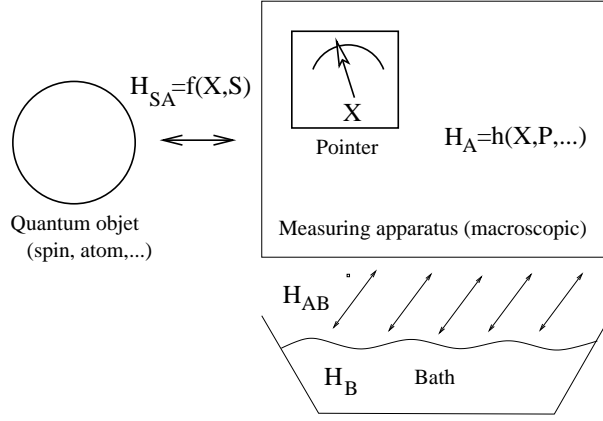 H_SA=f(X,S)
X
Pointer
H_A=h(X,P,...)
Quantum objet
(spin, atom,...)
Measuring apparatus (macroscopic)
H_AB
H_B
Bath